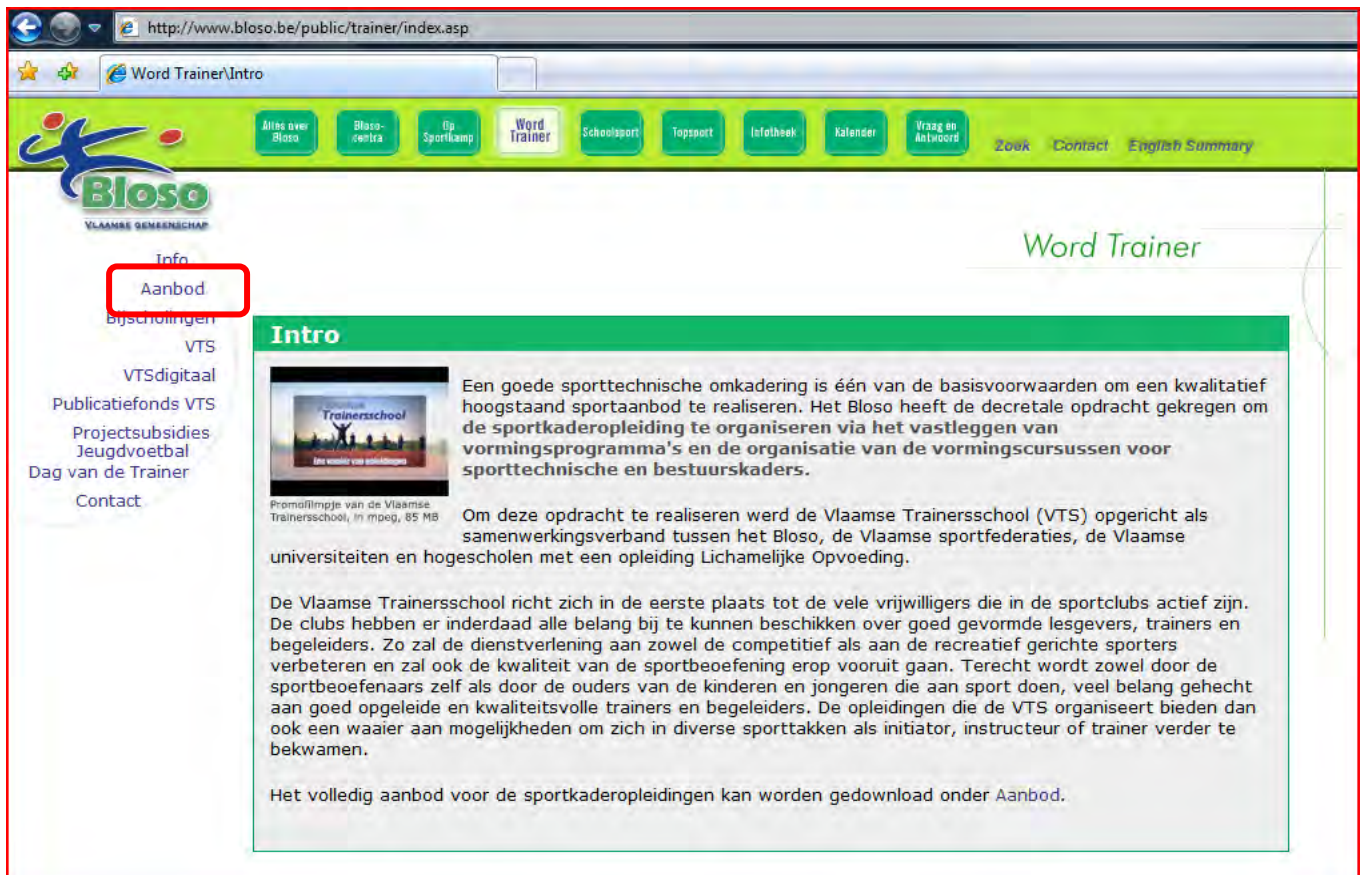 http://www.bloso.be/public/trainer/index.asp
Word Trainer\Intro
Alles over Bloso
Bloso-centra
Op Sportkamp
Word Trainer
Schoolsport
Topsport
Infotheek
Kalender
Vraag en Antwoord
Zoek Contact English Summary
Bloso
VLAAMSE GEMEENSCHAP
Word Trainer
Info
Aanbod
Bijscholingen
VTS
VTSdigitaal
Publicatiefonds VTS
Projectsubsidies
Jeugdvoetbal
Dag van de Trainer
Contact
Intro
Trainersschool
Een waaier van opleidingen
Promofilmpje van de Vlaamse
Trainersschool, in mpeg, 85 MB
Een goede sporttechnische omkadering is één van de basisvoorwaarden om een kwalitatief
hoogstaand sportaanbod te realiseren. Het Bloso heeft de decretale opdracht gekregen om
de sportkaderopleiding te organiseren via het vastleggen van
vormingsprogramma's en de organisatie van de vormingscursussen voor
sporttechnische en bestuurskaders.
Om deze opdracht te realiseren werd de Vlaamse Trainersschool (VTS) opgericht als
samenwerkingsverband tussen het Bloso, de Vlaamse sportfederaties, de Vlaamse
universiteiten en hogescholen met een opleiding Lichamelijke Opvoeding.
De Vlaamse Trainersschool richt zich in de eerste plaats tot de vele vrijwilligers die in de sportclubs actief zijn.
De clubs hebben er inderdaad alle belang bij te kunnen beschikken over goed gevormde lesgevers, trainers en
begeleiders. Zo zal de dienstverlening aan zowel de competitief als aan de recreatief gerichte sporters
verbeteren en zal ook de kwaliteit van de sportbeoefening erop vooruit gaan. Terecht wordt zowel door de
sportbeoefenaars zelf als door de ouders van de kinderen en jongeren die aan sport doen, veel belang gehecht
aan goed opgeleide en kwaliteitsvolle trainers en begeleiders. De opleidingen die de VTS organiseert bieden dan
ook een waaier aan mogelijkheden om zich in diverse sporttakken als initiator, instructeur of trainer verder te
bekwamen.
Het volledig aanbod voor de sportkaderopleidingen kan worden gedownload onder Aanbod.